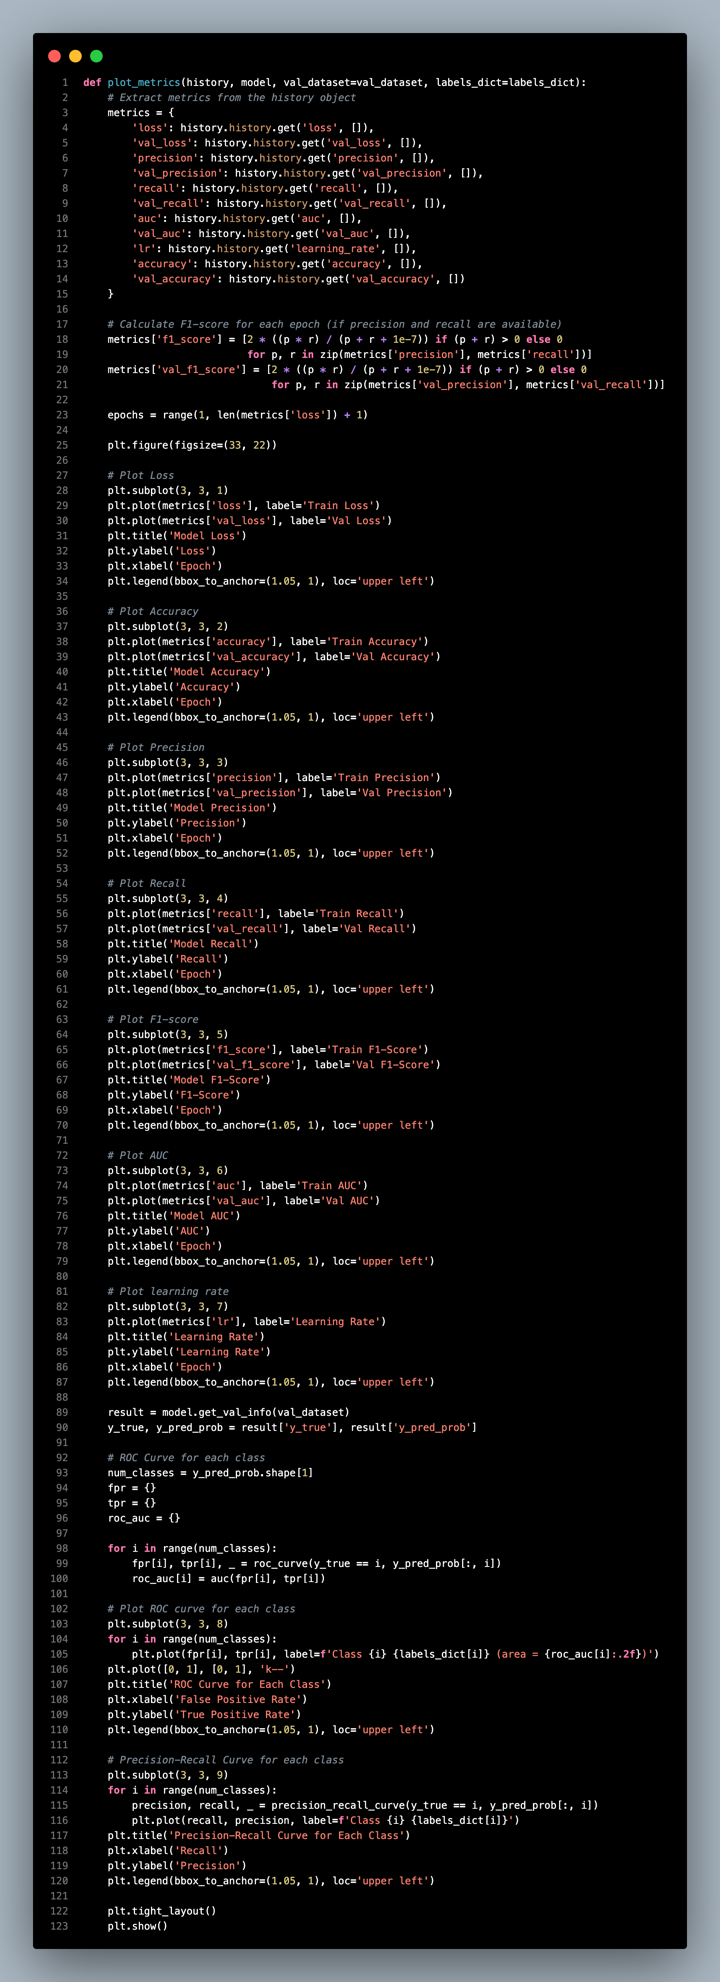 1 def plot_metrics(history, model, val_dataset=val_dataset, labels_dict=labels_dict):
2     # Extract metrics from the history object
3     metrics = {
4         'loss': history.history.get('loss', []),
5         'val_loss': history.history.get('val_loss', []),
6         'precision': history.history.get('precision', []),
7         'val_precision': history.history.get('val_precision', []),
8         'recall': history.history.get('recall', []),
9         'val_recall': history.history.get('val_recall', []),
10         'auc': history.history.get('auc', []),
11         'val_auc': history.history.get('val_auc', []),
12         'lr': history.history.get('learning_rate', []),
13         'accuracy': history.history.get('accuracy', []),
14         'val_accuracy': history.history.get('val_accuracy', [])
15     }
16
17     # Calculate F1-score for each epoch (if precision and recall are available)
18     metrics['f1_score'] = [2 * ((p * r) / (p + r + 1e-7)) if (p + r) > 0 else 0
19                            for p, r in zip(metrics['precision'], metrics['recall'])]
20     metrics['val_f1_score'] = [2 * ((p * r) / (p + r + 1e-7)) if (p + r) > 0 else 0
21                                for p, r in zip(metrics['val_precision'], metrics['val_recall'])]
22
23     epochs = range(1, len(metrics['loss']) + 1)
24
25     plt.figure(figsize=(33, 22))
26
27     # Plot Loss
28     plt.subplot(3, 3, 1)
29     plt.plot(metrics['loss'], label='Train Loss')
30     plt.plot(metrics['val_loss'], label='Val Loss')
31     plt.title('Model Loss')
32     plt.ylabel('Loss')
33     plt.xlabel('Epoch')
34     plt.legend(bbox_to_anchor=(1.05, 1), loc='upper left')
35
36     # Plot Accuracy
37     plt.subplot(3, 3, 2)
38     plt.plot(metrics['accuracy'], label='Train Accuracy')
39     plt.plot(metrics['val_accuracy'], label='Val Accuracy')
40     plt.title('Model Accuracy')
41     plt.ylabel('Accuracy')
42     plt.xlabel('Epoch')
43     plt.legend(bbox_to_anchor=(1.05, 1), loc='upper left')
44
45     # Plot Precision
46     plt.subplot(3, 3, 3)
47     plt.plot(metrics['precision'], label='Train Precision')
48     plt.plot(metrics['val_precision'], label='Val Precision')
49     plt.title('Model Precision')
50     plt.ylabel('Precision')
51     plt.xlabel('Epoch')
52     plt.legend(bbox_to_anchor=(1.05, 1), loc='upper left')
53
54     # Plot Recall
55     plt.subplot(3, 3, 4)
56     plt.plot(metrics['recall'], label='Train Recall')
57     plt.plot(metrics['val_recall'], label='Val Recall')
58     plt.title('Model Recall')
59     plt.ylabel('Recall')
60     plt.xlabel('Epoch')
61     plt.legend(bbox_to_anchor=(1.05, 1), loc='upper left')
62
63     # Plot F1-score
64     plt.subplot(3, 3, 5)
65     plt.plot(metrics['f1_score'], label='Train F1-Score')
66     plt.plot(metrics['val_f1_score'], label='Val F1-Score')
67     plt.title('Model F1-Score')
68     plt.ylabel('F1-Score')
69     plt.xlabel('Epoch')
70     plt.legend(bbox_to_anchor=(1.05, 1), loc='upper left')
71
72     # Plot AUC
73     plt.subplot(3, 3, 6)
74     plt.plot(metrics['auc'], label='Train AUC')
75     plt.plot(metrics['val_auc'], label='Val AUC')
76     plt.title('Model AUC')
77     plt.ylabel('AUC')
78     plt.xlabel('Epoch')
79     plt.legend(bbox_to_anchor=(1.05, 1), loc='upper left')
80
81     # Plot learning rate
82     plt.subplot(3, 3, 7)
83     plt.plot(metrics['lr'], label='Learning Rate')
84     plt.title('Learning Rate')
85     plt.ylabel('Learning Rate')
86     plt.xlabel('Epoch')
87     plt.legend(bbox_to_anchor=(1.05, 1), loc='upper left')
88
89     result = model.get_val_info(val_dataset)
90     y_true, y_pred_prob = result['y_true'], result['y_pred_prob']
91
92     # ROC Curve for each class
93     num_classes = y_pred_prob.shape[1]
94     fpr = {}
95     tpr = {}
96     roc_auc = {}
97
98     for i in range(num_classes):
99         fpr[i], tpr[i], _ = roc_curve(y_true == i, y_pred_prob[:, i])
100         roc_auc[i] = auc(fpr[i], tpr[i])
101
102     # Plot ROC curve for each class
103     plt.subplot(3, 3, 8)
104     for i in range(num_classes):
105         plt.plot(fpr[i], tpr[i], label=f'Class {i} {labels_dict[i]} (area = {roc_auc[i]:.2f})')
106     plt.plot([0, 1], [0, 1], 'k--')
107     plt.title('ROC Curve for Each Class')
108     plt.xlabel('False Positive Rate')
109     plt.ylabel('True Positive Rate')
110     plt.legend(bbox_to_anchor=(1.05, 1), loc='upper left')
111
112     # Precision-Recall Curve for each class
113     plt.subplot(3, 3, 9)
114     for i in range(num_classes):
115         precision, recall, _ = precision_recall_curve(y_true == i, y_pred_prob[:, i])
116         plt.plot(recall, precision, label=f'Class {i} {labels_dict[i]}')
117     plt.title('Precision-Recall Curve for Each Class')
118     plt.xlabel('Recall')
119     plt.ylabel('Precision')
120     plt.legend(bbox_to_anchor=(1.05, 1), loc='upper left')
121
122     plt.tight_layout()
123     plt.show()